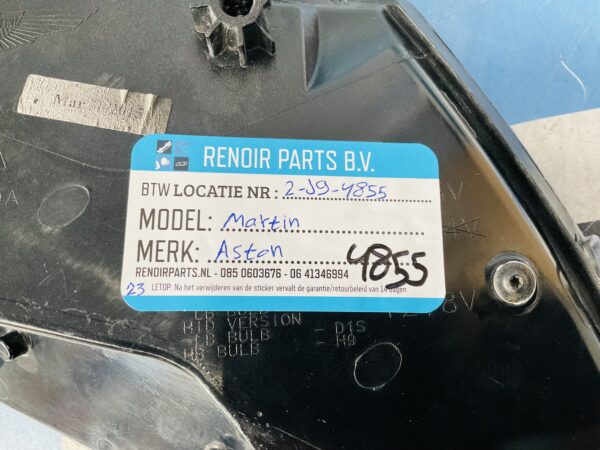 RENOIR PARTS B.V.
BTW LOCATIE NR: 2-J9-4855
MODEL: Martin
MERK: Aston
4855
RENOIRPARTS.NL - 085 0603676 - 06 41346994
23 LETOP: Nu het verwijderen van de sticker vervalt de garantie/retourbeleid van 14 dagen
HID VERSION
LB BULB - D1S
HB BULB - H9